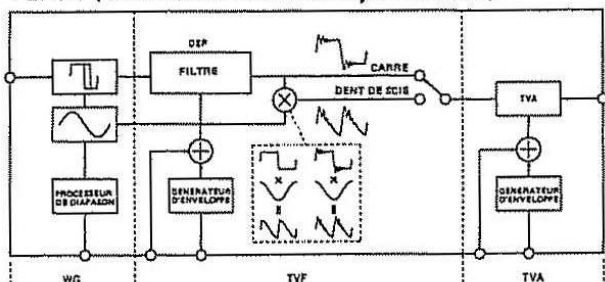 DSP
FILTRE
CARRE
DENT DE SCIE
TVA
PROCESSEUR
DE DIAPASON
GENERATEUR
D'ENVELOPPE
GENERATEUR
D'ENVELOPPE
WG
TVF
TVA